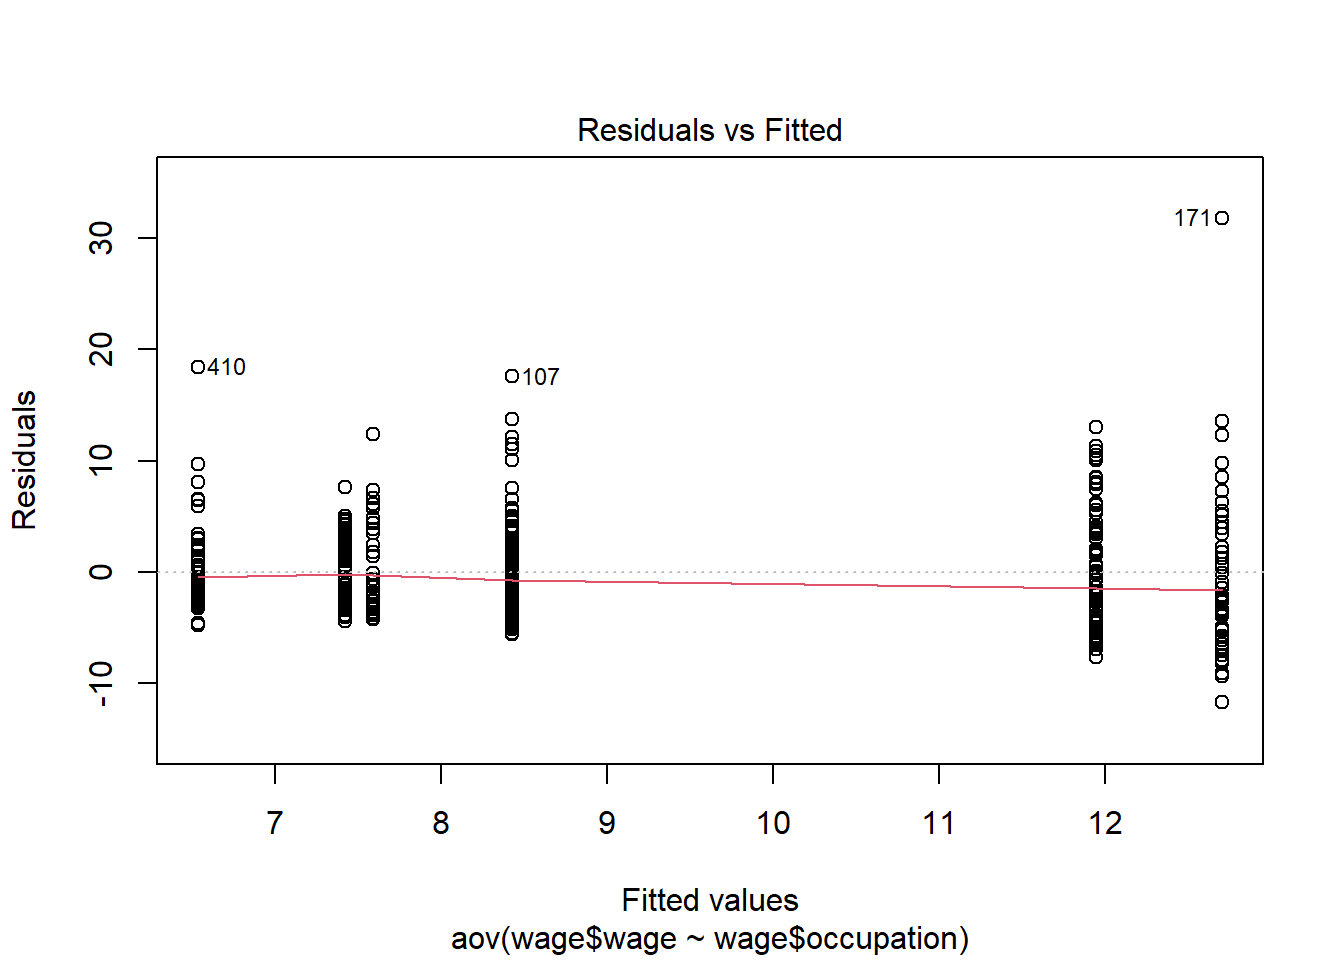 Residuals vs Fitted
Residuals
30
20
10
0
-10
171
410
107
7 8 9 10 11 12
Fitted values
aov(wage$wage ~ wage$occupation)